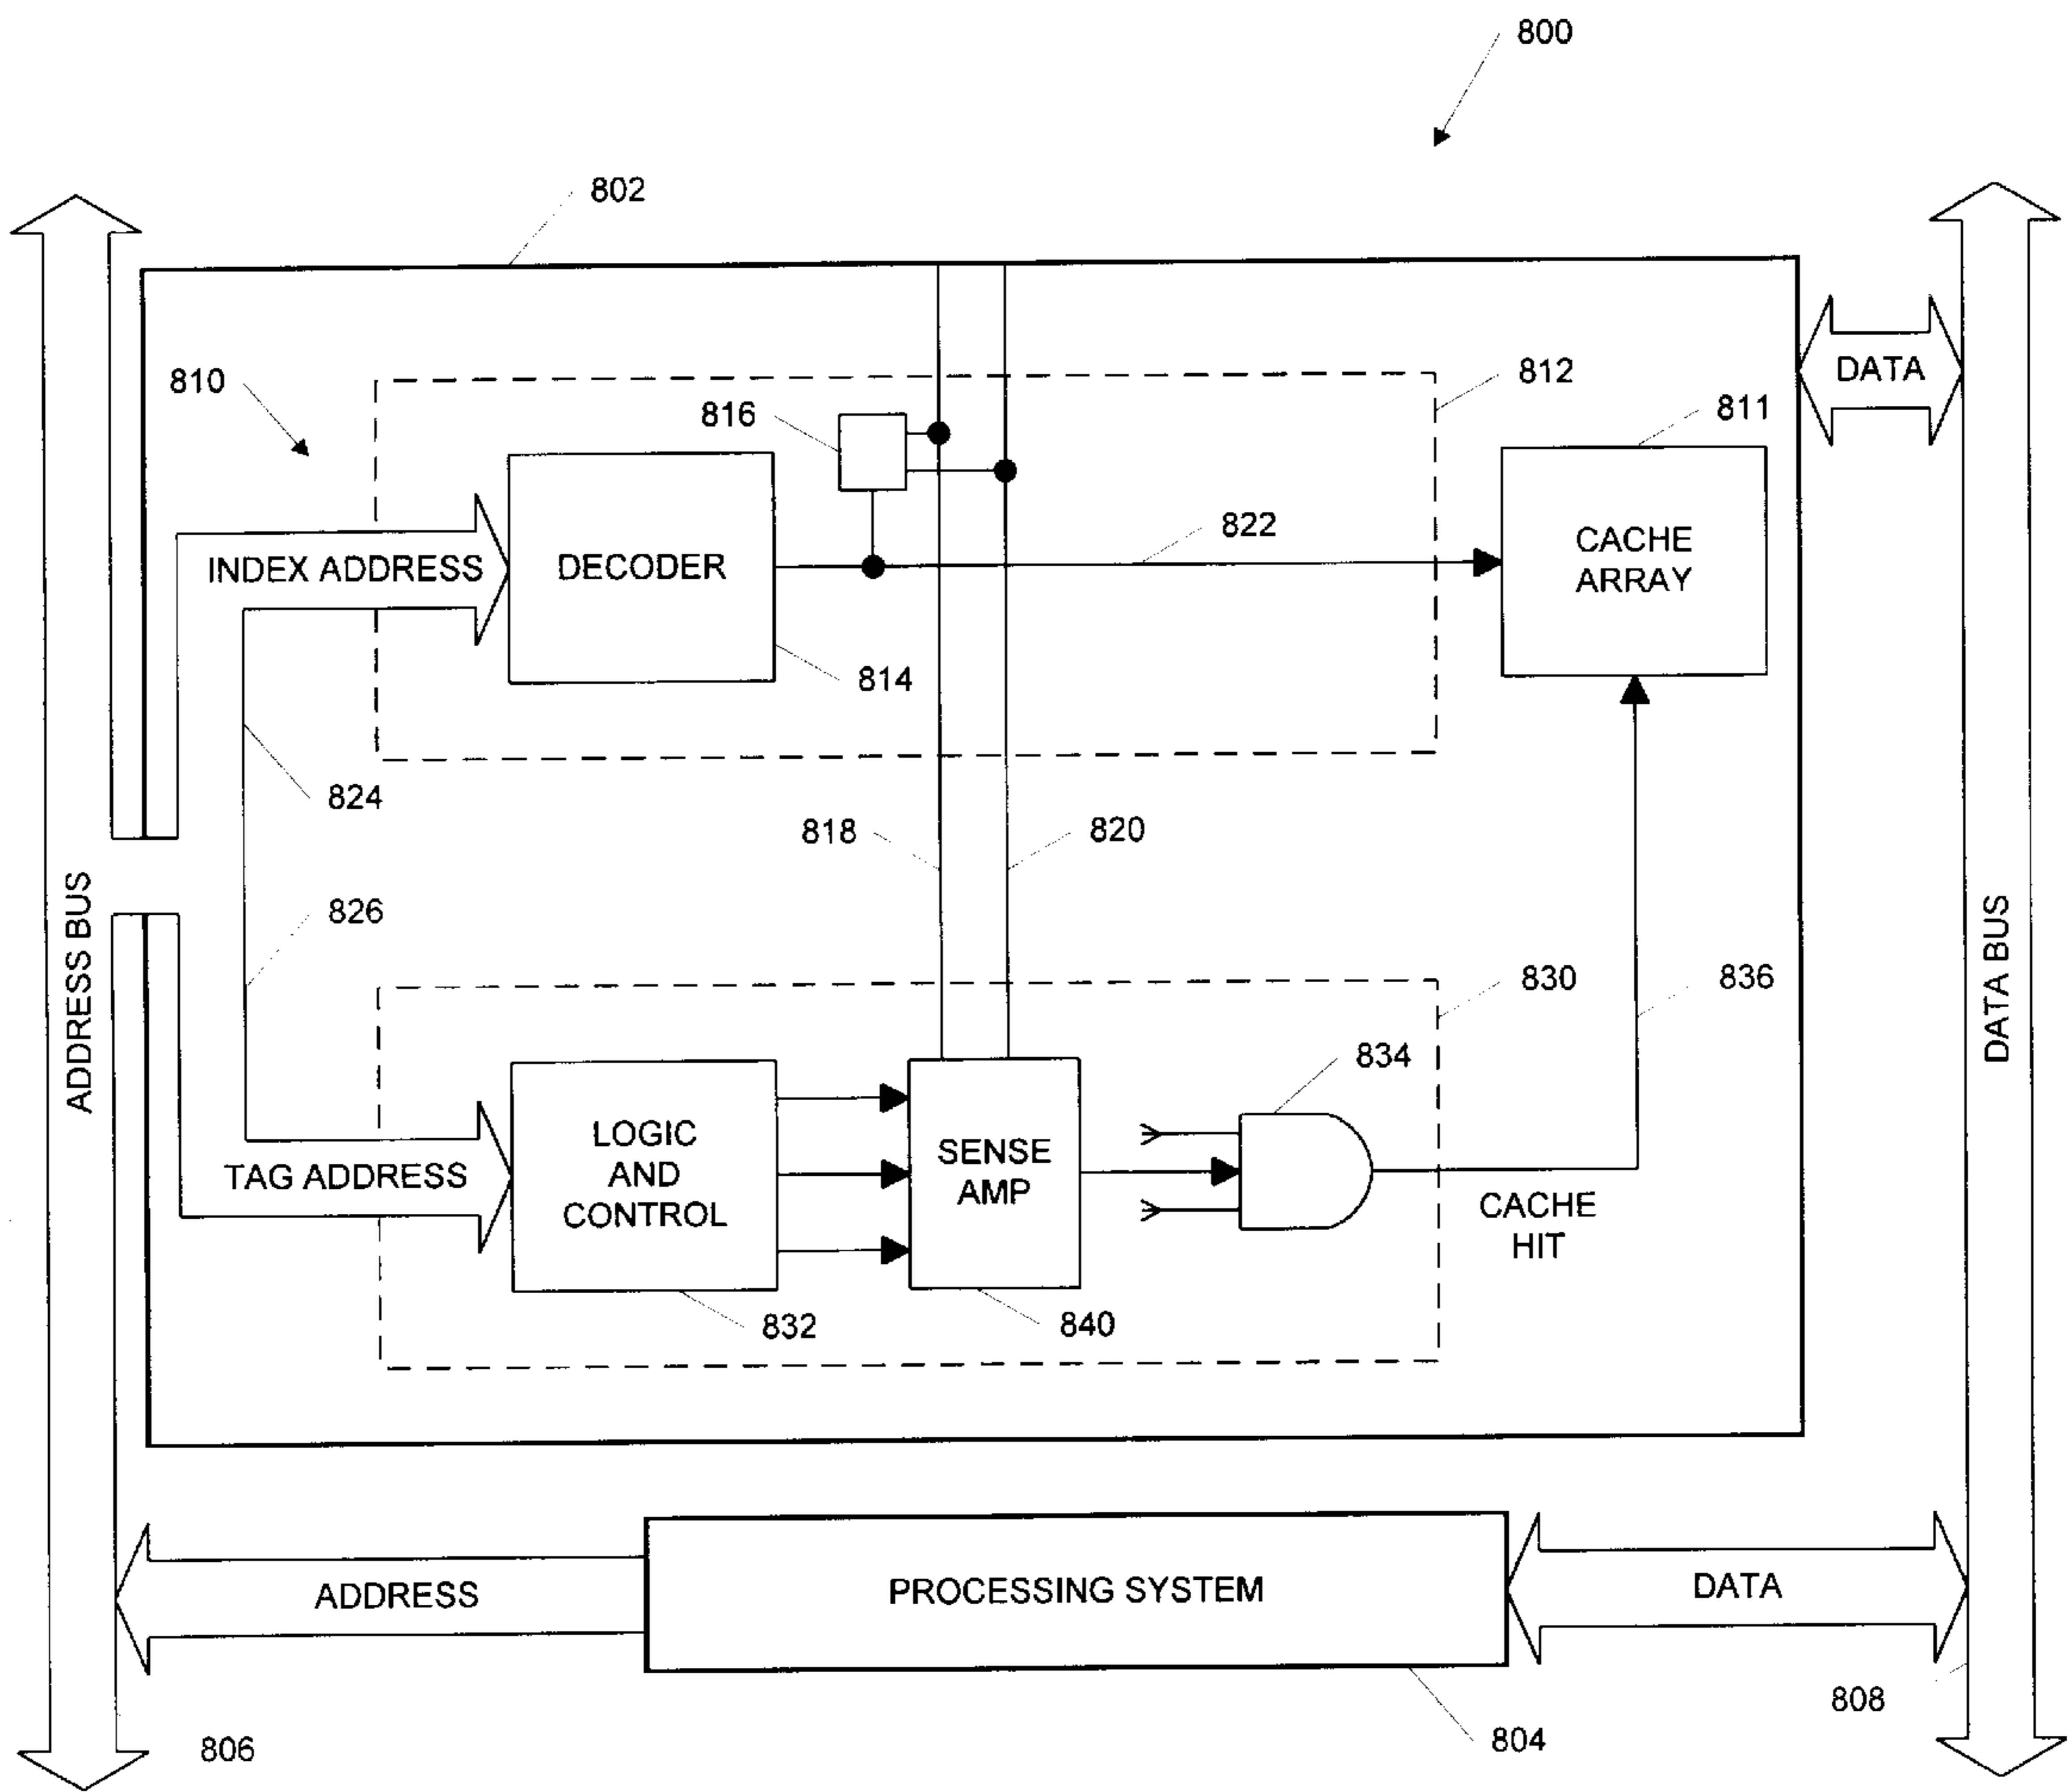 800
802
810
816
812
811
DATA
INDEX ADDRESS
DECODER
822
CACHE
ARRAY
814
824
818
820
826
ADDRESS BUS
DATA BUS
830
836
834
LOGIC
AND
CONTROL
SENSE
AMP
TAG ADDRESS
CACHE
HIT
832
840
ADDRESS
PROCESSING SYSTEM
DATA
806
804
808